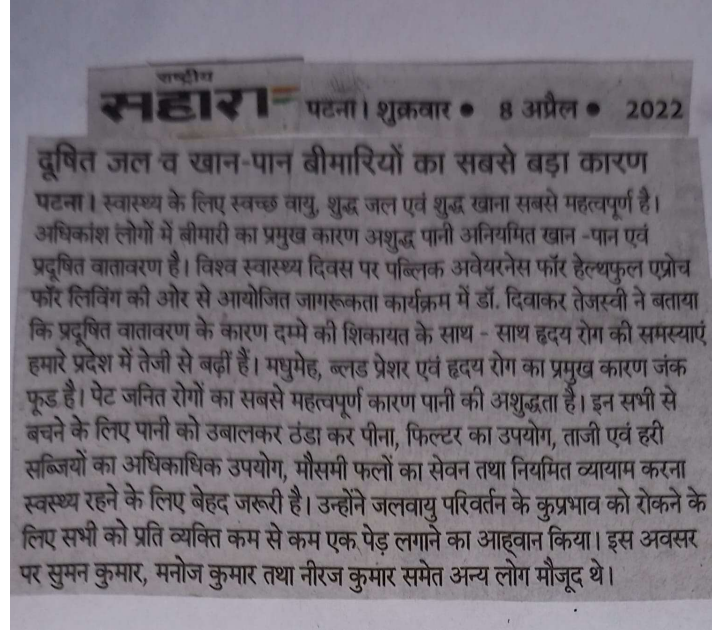 राष्ट्रीय
सहारा
पटना। शुक्रवार • 8 अप्रैल • 2022
दूषित जल व खान-पान बीमारियों का सबसे बड़ा कारण
पटना। स्वास्थ्य के लिए स्वच्छ वायु, शुद्ध जल एवं शुद्ध खाना सबसे महत्वपूर्ण है।
अधिकांश लोगों में बीमारी का प्रमुख कारण अशुद्ध पानी अनियमित खान -पान एवं
प्रदूषित वातावरण है। विश्व स्वास्थ्य दिवस पर पब्लिक अवेयरनेस फॉर हेल्थफुल एप्रोच
फॉर लिविंग की ओर से आयोजित जागरूकता कार्यक्रम में डॉ. दिवाकर तेजस्वी ने बताया
कि प्रदूषित वातावरण के कारण दम्मे की शिकायत के साथ - साथ हृदय रोग की समस्याएं
हमारे प्रदेश में तेजी से बढ़ीं हैं। मधुमेह, ब्लड प्रेशर एवं हृदय रोग का प्रमुख कारण जंक
फूड है। पेट जनित रोगों का सबसे महत्वपूर्ण कारण पानी की अशुद्धता है। इन सभी से
बचने के लिए पानी को उबालकर ठंडा कर पीना, फिल्टर का उपयोग, ताजी एवं हरी
सब्जियों का अधिकाधिक उपयोग, मौसमी फलों का सेवन तथा नियमित व्यायाम करना
स्वस्थ्य रहने के लिए बेहद जरूरी है। उन्होंने जलवायु परिवर्तन के कुप्रभाव को रोकने के
लिए सभी को प्रति व्यक्ति कम से कम एक पेड़ लगाने का आह्वान किया। इस अवसर
पर सुमन कुमार, मनोज कुमार तथा नीरज कुमार समेत अन्य लोग मौजूद थे।